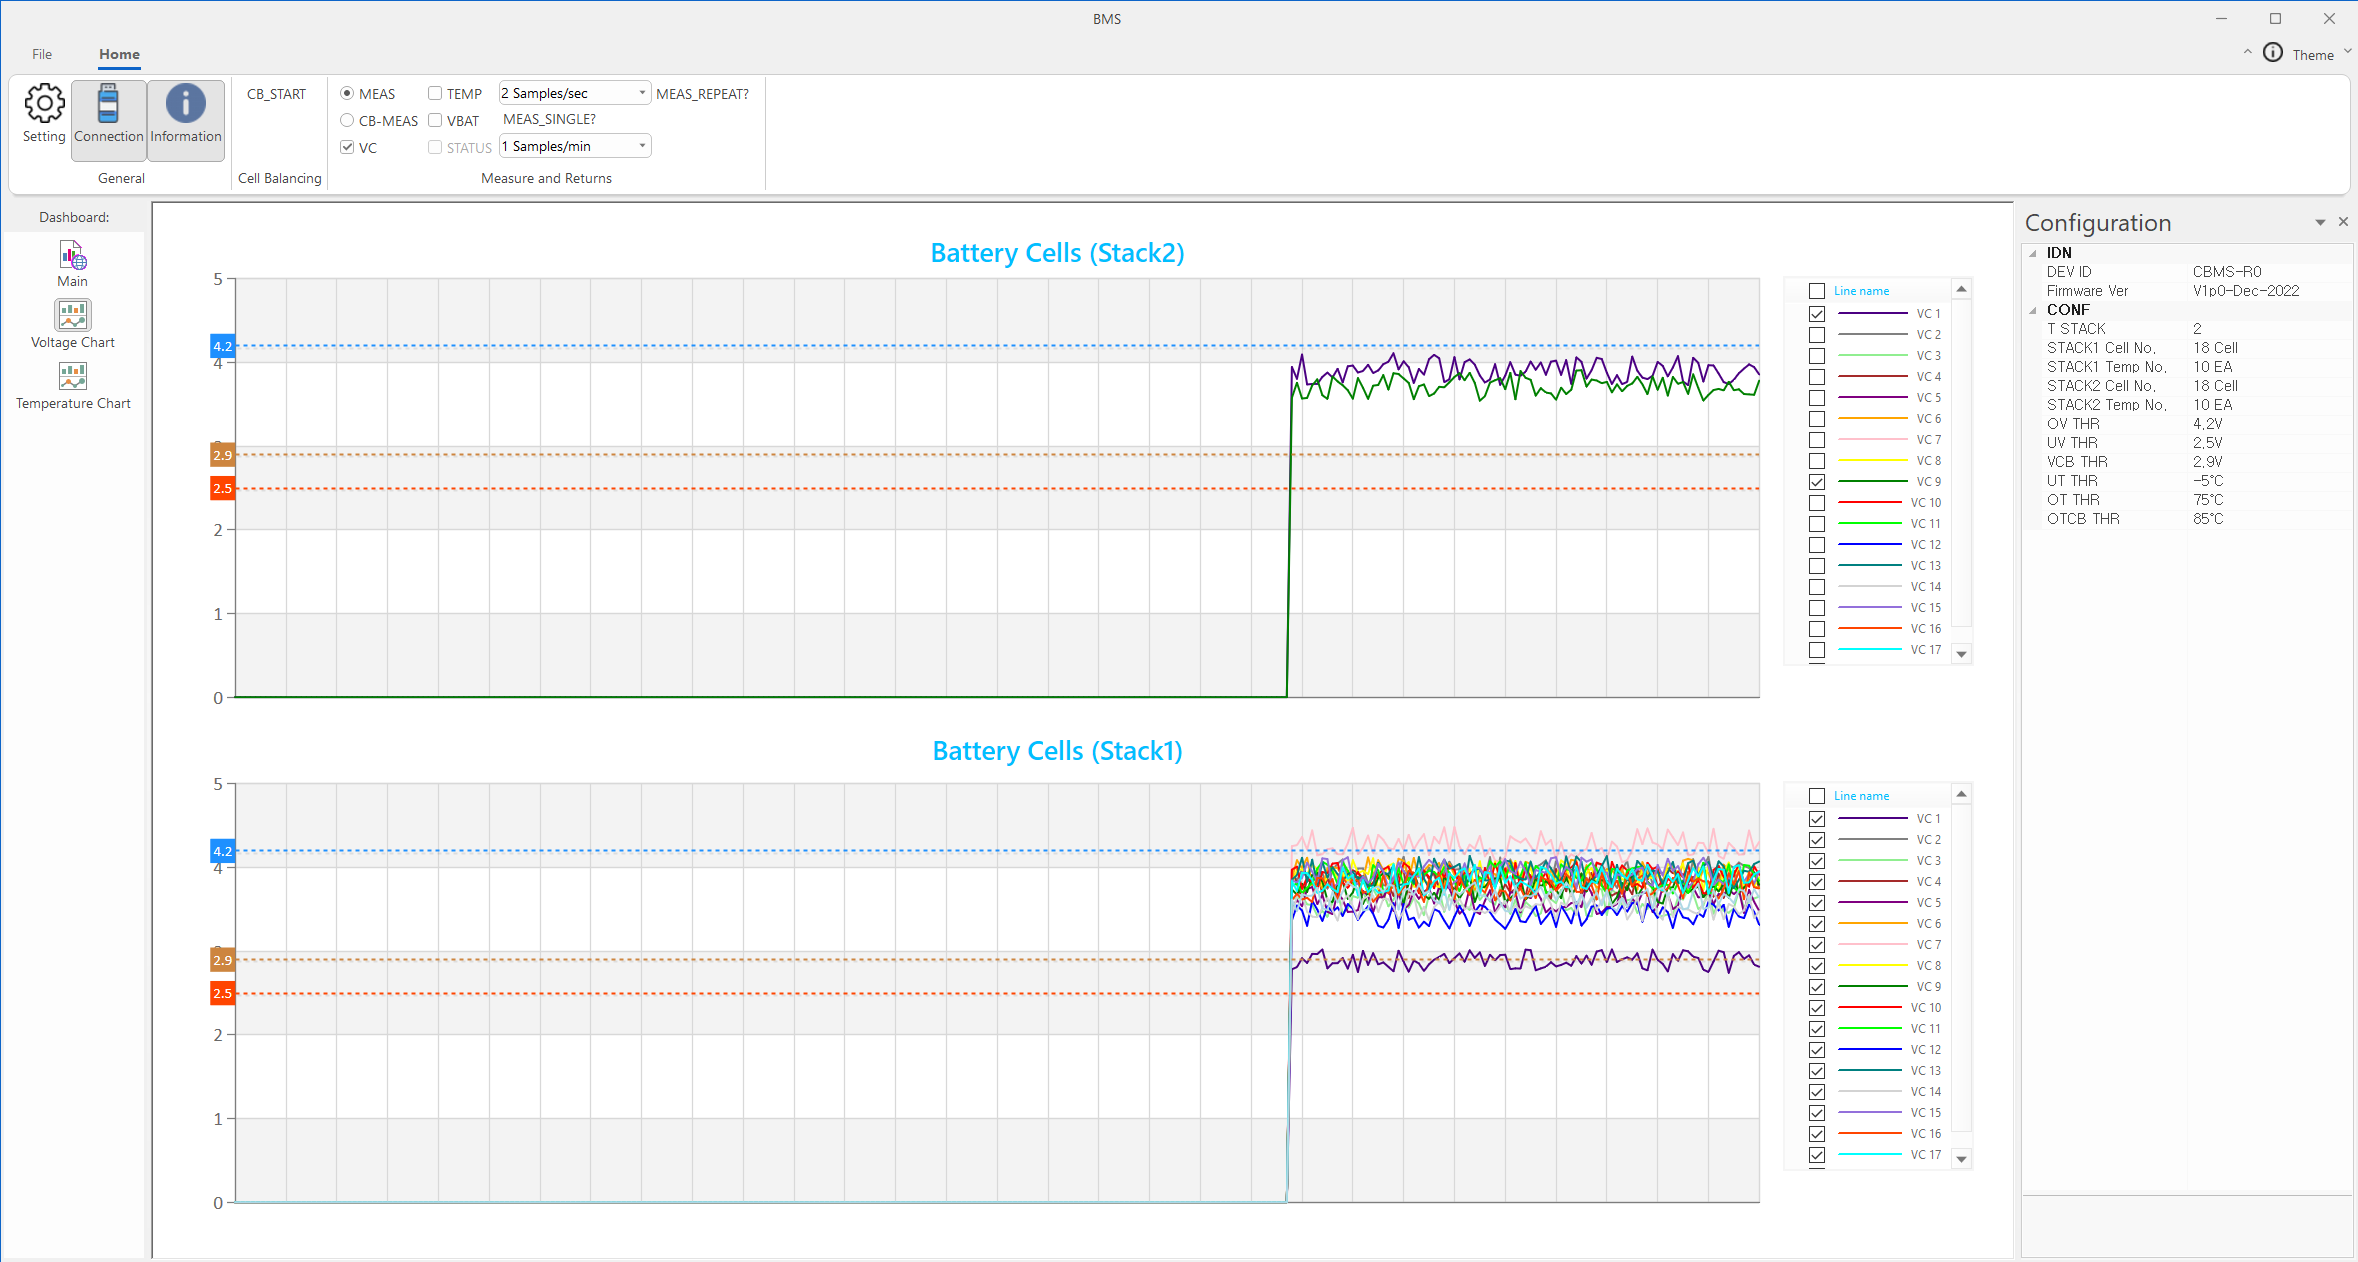 BMS
File
Home
Theme
Setting
Connection
Information
General
CB_START
Cell Balancing
MEAS
TEMP
2 Samples/sec
MEAS_REPEAT?
CB-MEAS
VBAT
MEAS_SINGLE?
VC
STATUS
1 Samples/min
Measure and Returns
Dashboard:
Main
Voltage Chart
Temperature Chart
Battery Cells (Stack2)
5
4.2
4
2.9
2.5
2
1
0
Line name
VC 1
VC 2
VC 3
VC 4
VC 5
VC 6
VC 7
VC 8
VC 9
VC 10
VC 11
VC 12
VC 13
VC 14
VC 15
VC 16
VC 17
Battery Cells (Stack1)
5
4.2
4
2.9
2.5
2
1
0
Line name
VC 1
VC 2
VC 3
VC 4
VC 5
VC 6
VC 7
VC 8
VC 9
VC 10
VC 11
VC 12
VC 13
VC 14
VC 15
VC 16
VC 17
Configuration
IDN
DEV ID CBMS-R0
Firmware Ver V1p0-Dec-2022
CONF
T STACK 2
STACK1 Cell No. 18 Cell
STACK1 Temp No. 10 EA
STACK2 Cell No. 18 Cell
STACK2 Temp No. 10 EA
OV THR 4.2V
UV THR 2.5V
VCB THR 2.9V
UT THR -5°C
OT THR 75°C
OTCB THR 85°C